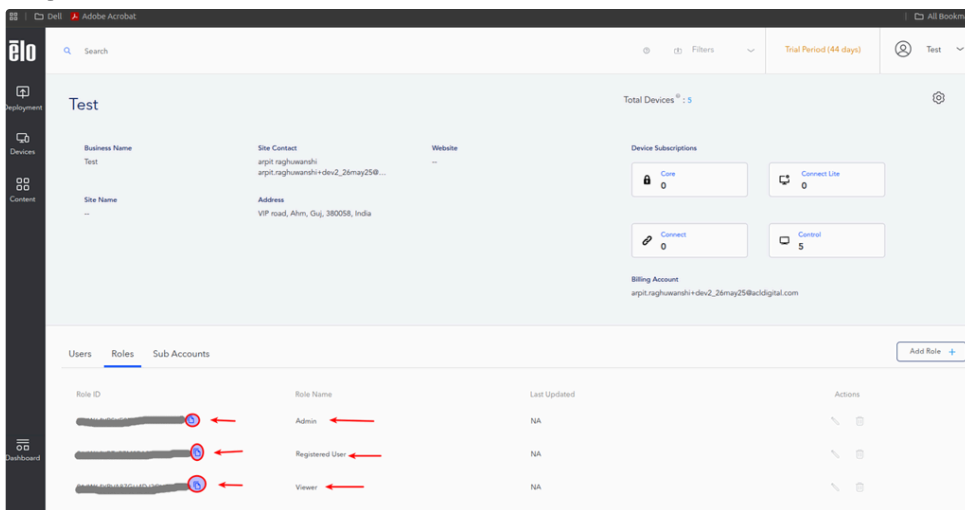 Dell Adobe Acrobat All Bookm
ēlo Search Filters Trial Period (44 days) Test
Deployment
Devices
Content
Dashboard
Test
Total Devices : 5
Business Name
Test
Site Contact
arpit raghuwanshi
arpit.raghuwanshi+dev2_26may25@...
Website
--
Site Name
--
Address
VIP road, Ahm, Guj, 380058, India
Device Subscriptions
Core
0
Connect Lite
0
Connect
0
Control
5
Billing Account
arpit.raghuwanshi+dev2_26may25@acldigital.com
Users Roles Sub Accounts Add Role +
Role ID Role Name Last Updated Actions
Admin NA
Registered User NA
Viewer NA